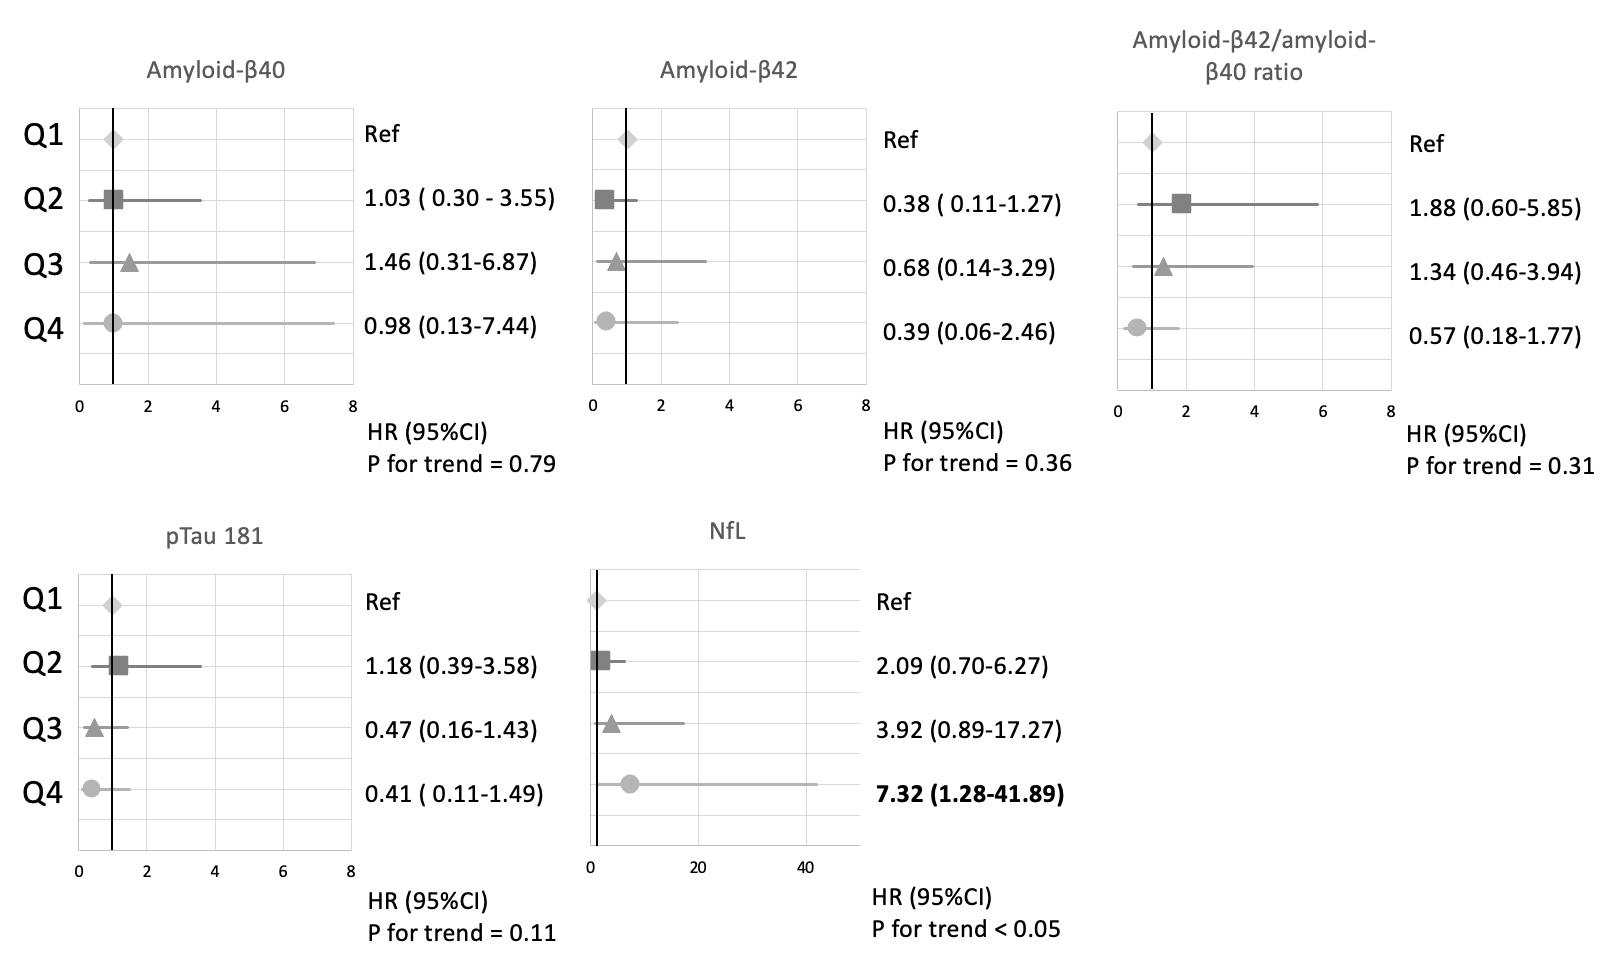 Amyloid-β40
Q1
Ref
Q2
1.03 ( 0.30 - 3.55)
Q3
1.46 (0.31-6.87)
Q4
0.98 (0.13-7.44)
0 2 4 6 8
HR (95%CI)
P for trend = 0.79
Amyloid-β42
Ref
0.38 ( 0.11-1.27)
0.68 (0.14-3.29)
0.39 (0.06-2.46)
0 2 4 6 8
HR (95%CI)
P for trend = 0.36
Amyloid-β42/amyloid-
β40 ratio
Ref
1.88 (0.60-5.85)
1.34 (0.46-3.94)
0.57 (0.18-1.77)
0 2 4 6 8
HR (95%CI)
P for trend = 0.31
pTau 181
Q1
Ref
Q2
1.18 (0.39-3.58)
Q3
0.47 (0.16-1.43)
Q4
0.41 ( 0.11-1.49)
0 2 4 6 8
HR (95%CI)
P for trend = 0.11
NfL
Ref
2.09 (0.70-6.27)
3.92 (0.89-17.27)
7.32 (1.28-41.89)
0 20 40
HR (95%CI)
P for trend < 0.05